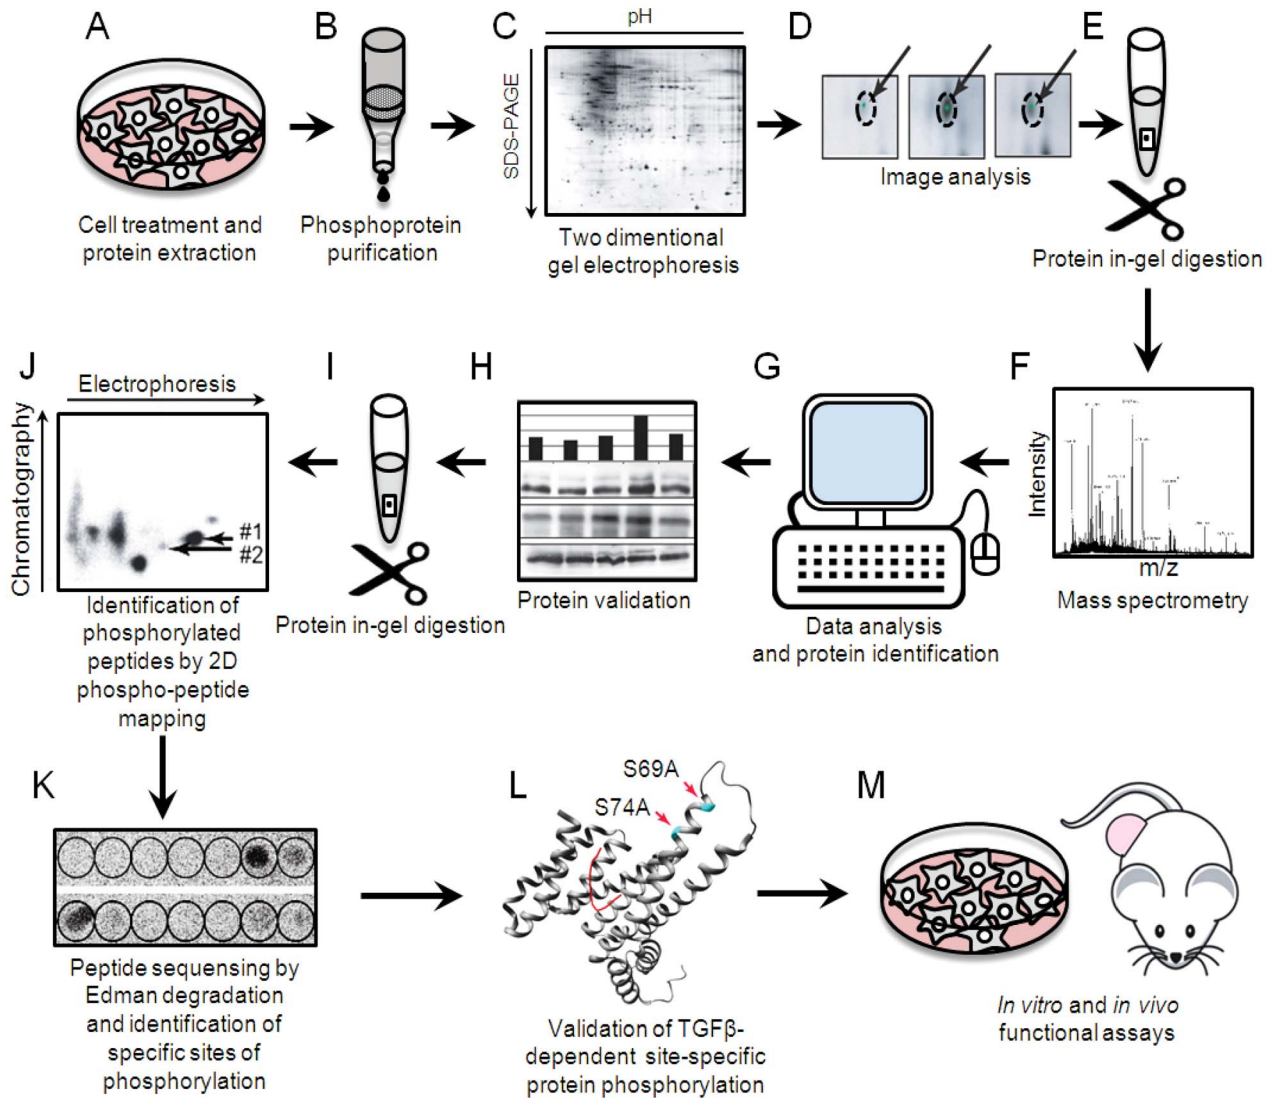 A
B
C
pH
D
E
SDS-PAGE
Cell treatment and
protein extraction
Phosphoprotein
purification
Two dimentional
gel electrophoresis
Image analysis
Protein in-gel digestion
J
Electrophoresis
Chromatography
#1
#2
I
H
G
F
Intensity
m/z
Identification of
phosphorylated
peptides by 2D
phospho-peptide
mapping
Protein in-gel digestion
Protein validation
Data analysis
and protein identification
Mass spectrometry
K
L
S69A
S74A
M
Peptide sequencing by
Edman degradation
and identification of
specific sites of
phosphorylation
Validation of TGFβ-
dependent site-specific
protein phosphorylation
In vitro and in vivo
functional assays